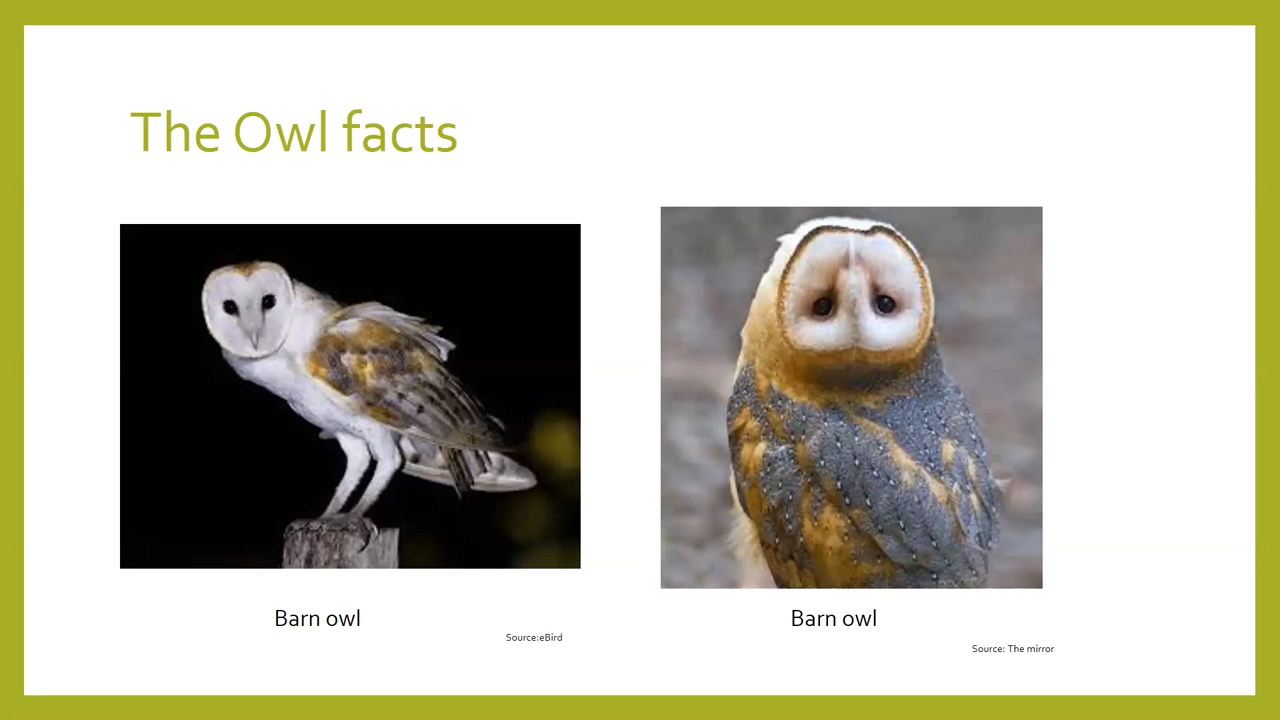 The Owl facts
Barn owl
Source:eBird
Barn owl
Source: The mirror